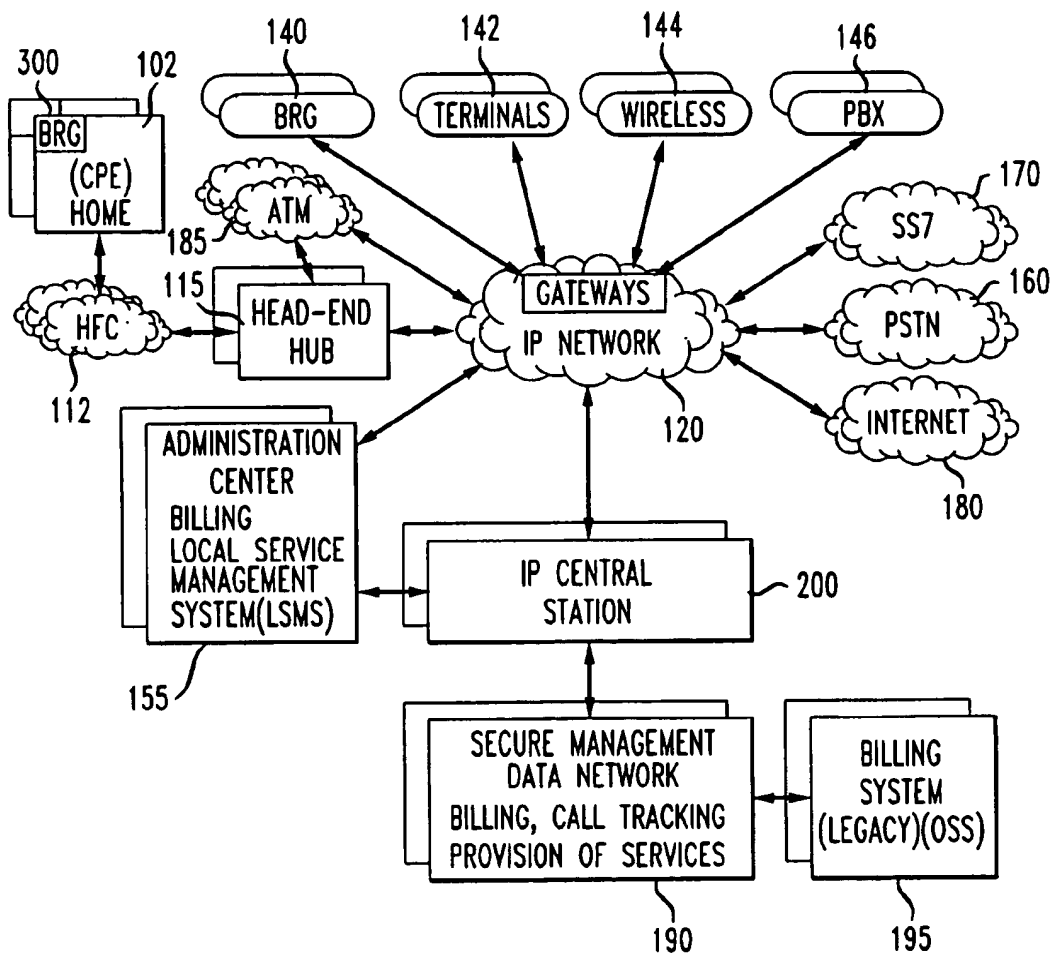 140
142
144
146
300
102
BRG
TERMINALS
WIRELESS
PBX
BRG
(CPE)
HOME
ATM
185
170
SS7
115
HEAD-END
HUB
GATEWAYS
IP NETWORK
160
PSTN
HFC
112
120
INTERNET
180
ADMINISTRATION
CENTER
BILLING
LOCAL SERVICE
MANAGEMENT
SYSTEM(LSMS)
155
IP CENTRAL
STATION
200
SECURE MANAGEMENT
DATA NETWORK
BILLING, CALL TRACKING
PROVISION OF SERVICES
190
BILLING
SYSTEM
(LEGACY)(OSS)
195